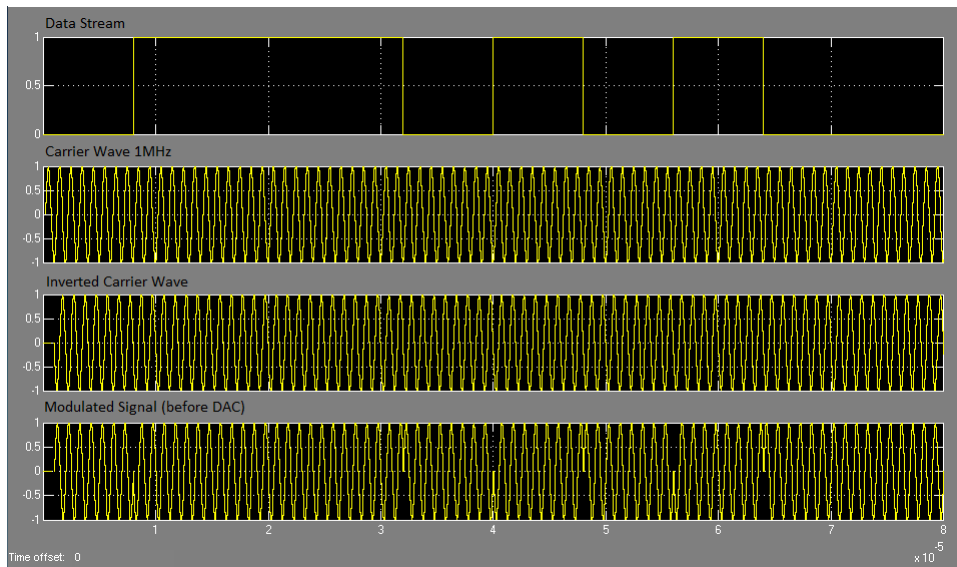 Data Stream
1
0.5
0
Carrier Wave 1MHz
1
0.5
0
-0.5
-1
Inverted Carrier Wave
1
0.5
0
-0.5
-1
Modulated Signal (before DAC)
1
0.5
0
-0.5
-1
1 2 3 4 5 6 7 8
Time offset: 0
x 10 -5